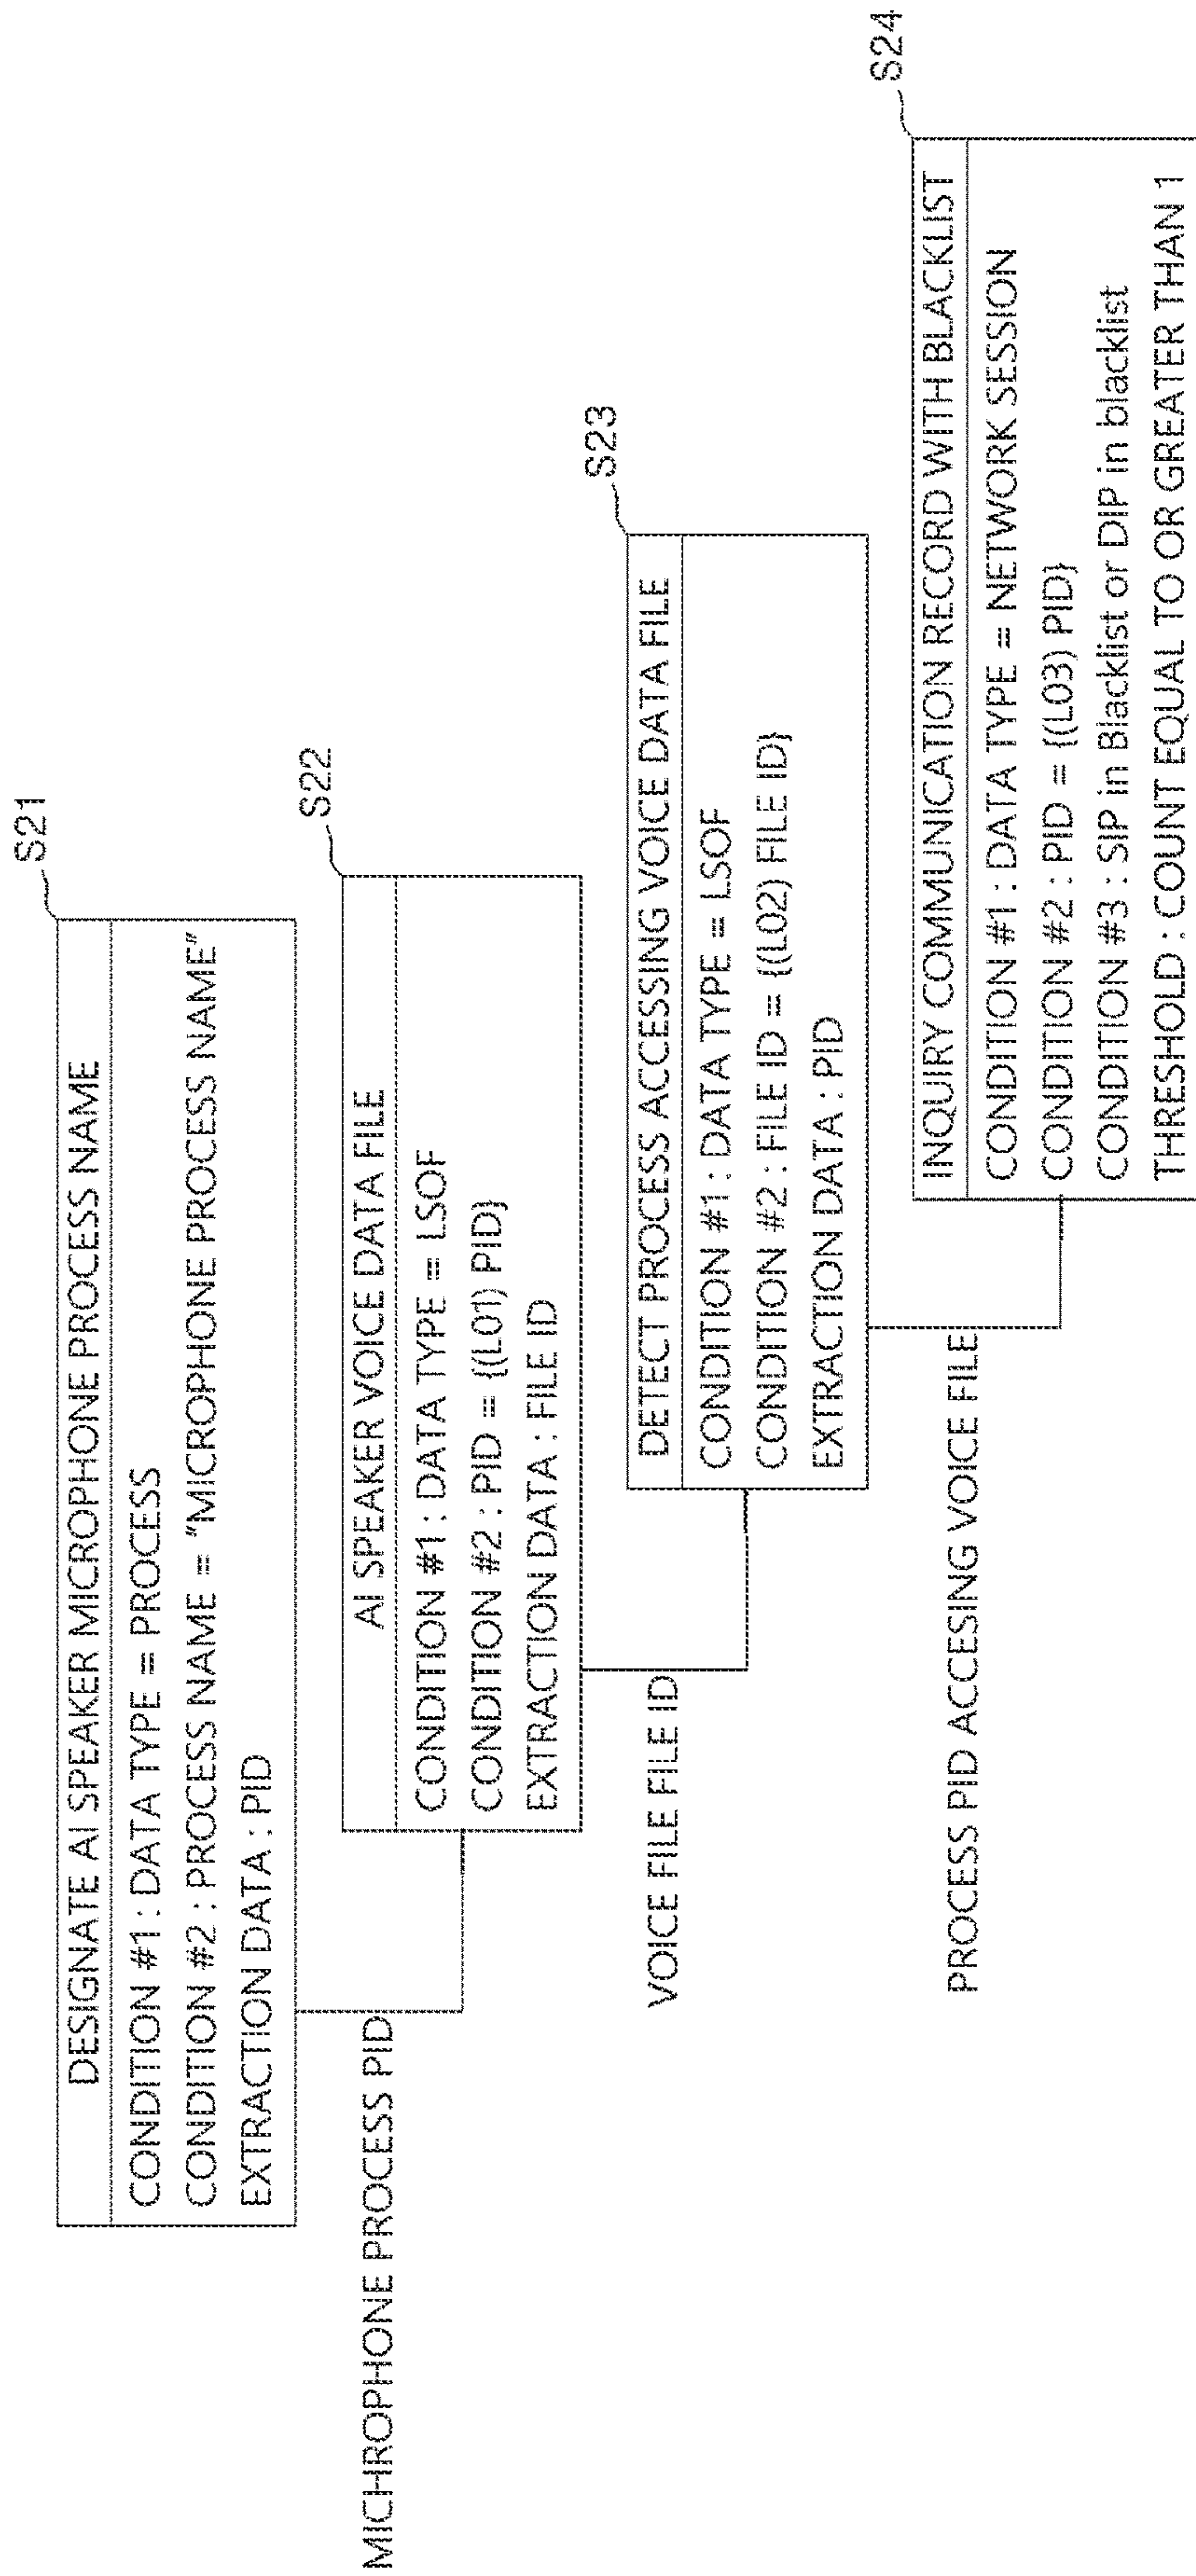 S21
DESIGNATE AI SPEAKER MICROPHONE PROCESS NAME
CONDITION #1 : DATA TYPE = PROCESS
CONDITION #2 : PROCESS NAME = "MICROPHONE PROCESS NAME"
EXTRACTION DATA : PID
MICHROPHONE PROCESS PID
S22
AI SPEAKER VOICE DATA FILE
CONDITION #1 : DATA TYPE = LSOF
CONDITION #2 : PID = {(L01) PID}
EXTRACTION DATA : FILE ID
VOICE FILE FILE ID
S23
DETECT PROCESS ACCESSING VOICE DATA FILE
CONDITION #1 : DATA TYPE = LSOF
CONDITION #2 : FILE ID = {(L02) FILE ID}
EXTRACTION DATA : PID
PROCESS PID ACCESING VOICE FILE
S24
INQUIRY COMMUNICATION RECORD WITH BLACKLIST
CONDITION #1 : DATA TYPE = NETWORK SESSION
CONDITION #2 : PID = {(L03) PID}
CONDITION #3 : SIP in Blacklist or DIP in blacklist
THRESHOLD : COUNT EQUAL TO OR GREATER THAN 1